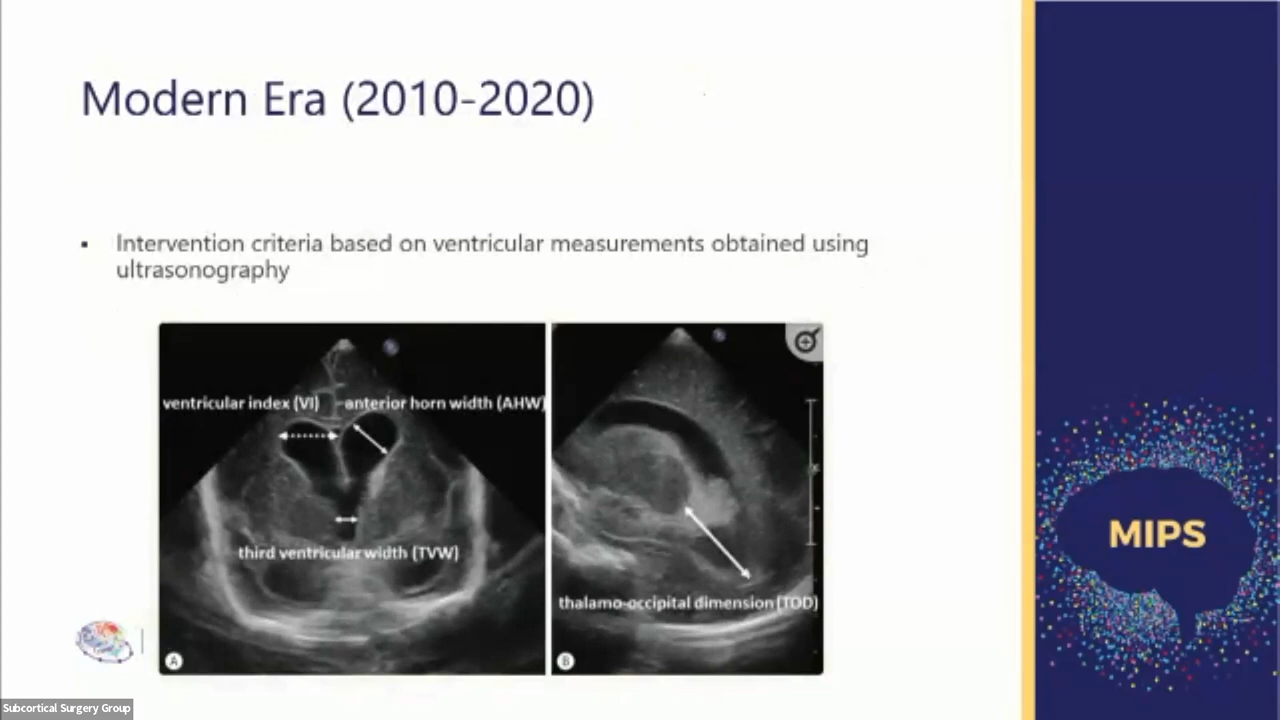 Modern Era (2010-2020)
▪ Intervention criteria based on ventricular measurements obtained using
ultrasonography
ventricular index (VI)
anterior horn width (AHW)
third ventricular width (TVW)
A
thalamo-occipital dimension (TOD)
B
MIPS
Subcortical Surgery Group